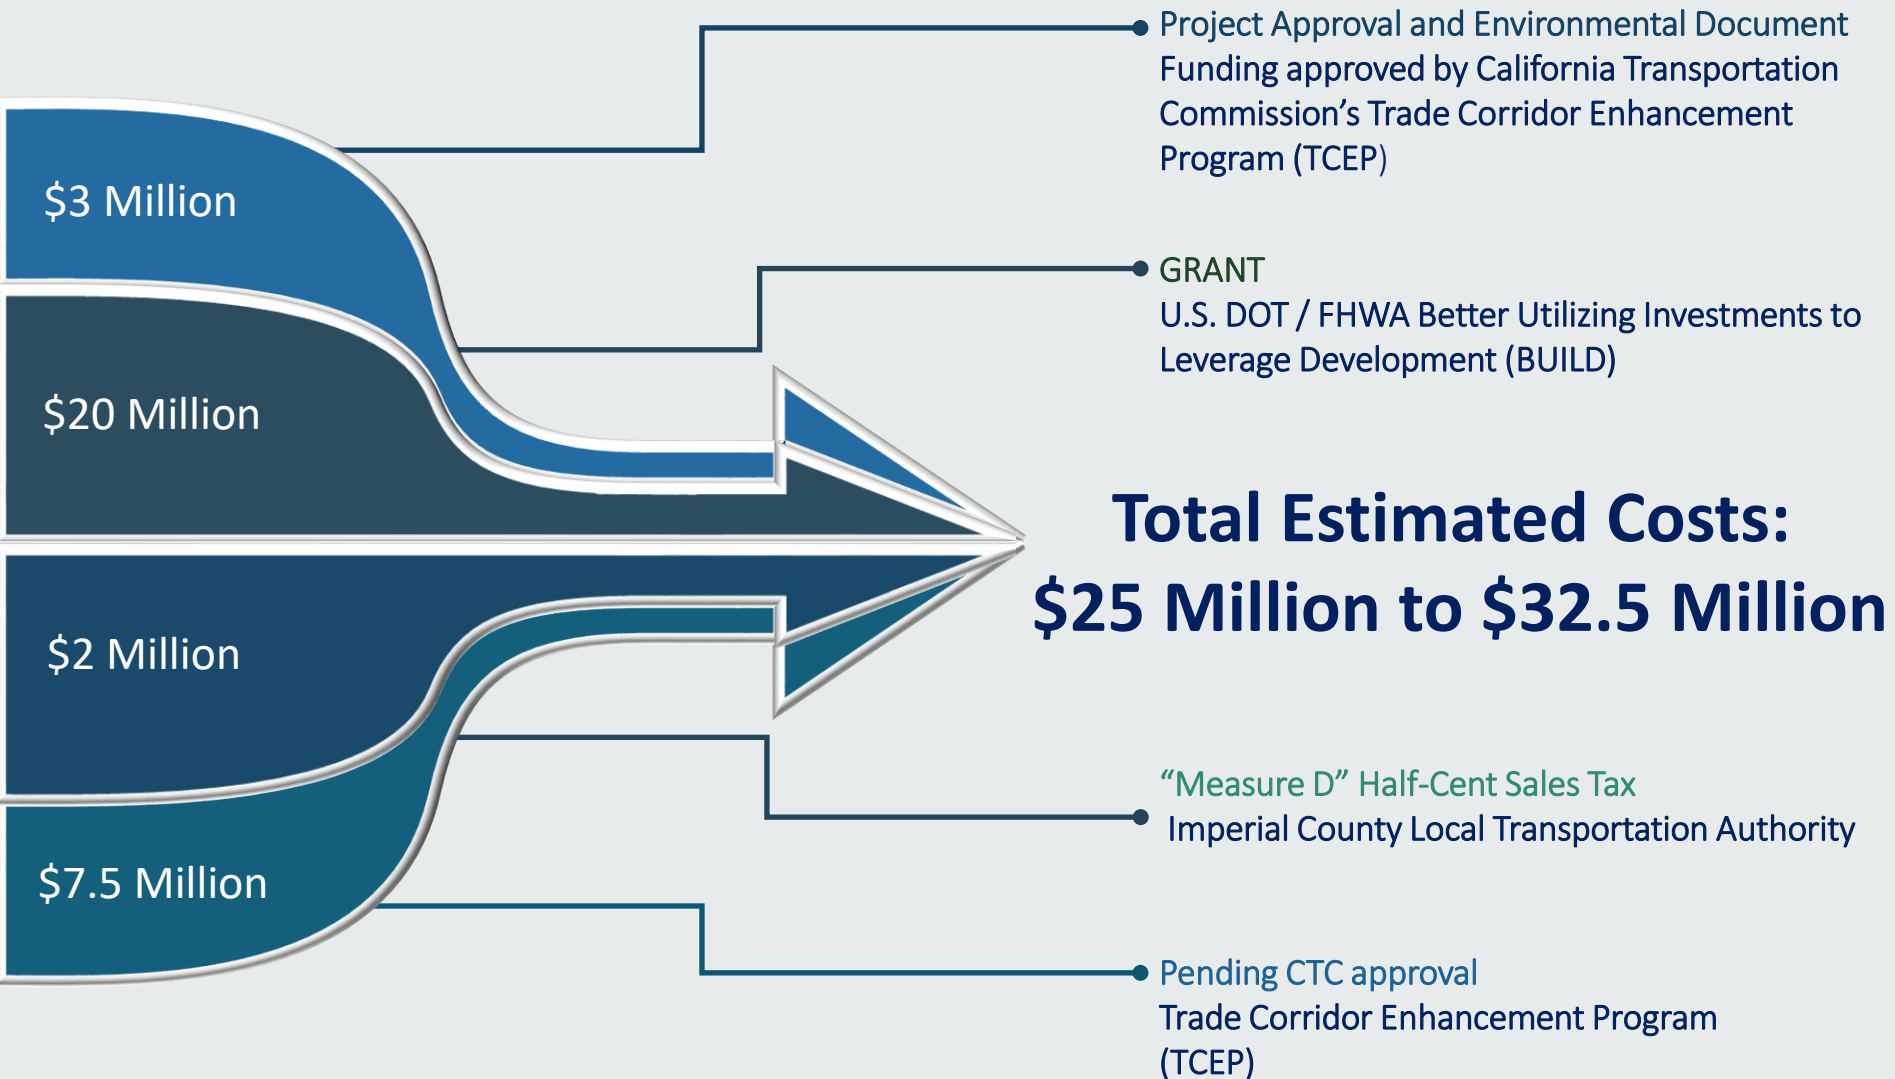 Project Approval and Environmental Document
Funding approved by California Transportation
Commission’s Trade Corridor Enhancement
Program (TCEP)
$3 Million
GRANT
U.S. DOT / FHWA Better Utilizing Investments to
Leverage Development (BUILD)
$20 Million
Total Estimated Costs:
$25 Million to $32.5 Million
$2 Million
“Measure D” Half-Cent Sales Tax
Imperial County Local Transportation Authority
$7.5 Million
Pending CTC approval
Trade Corridor Enhancement Program
(TCEP)